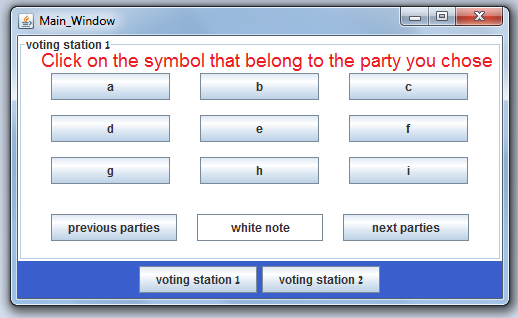 Main_Window
voting station 1
Click on the symbol that belong to the party you chose
a b c
d e f
g h i
previous parties white note next parties
voting station 1 voting station 2